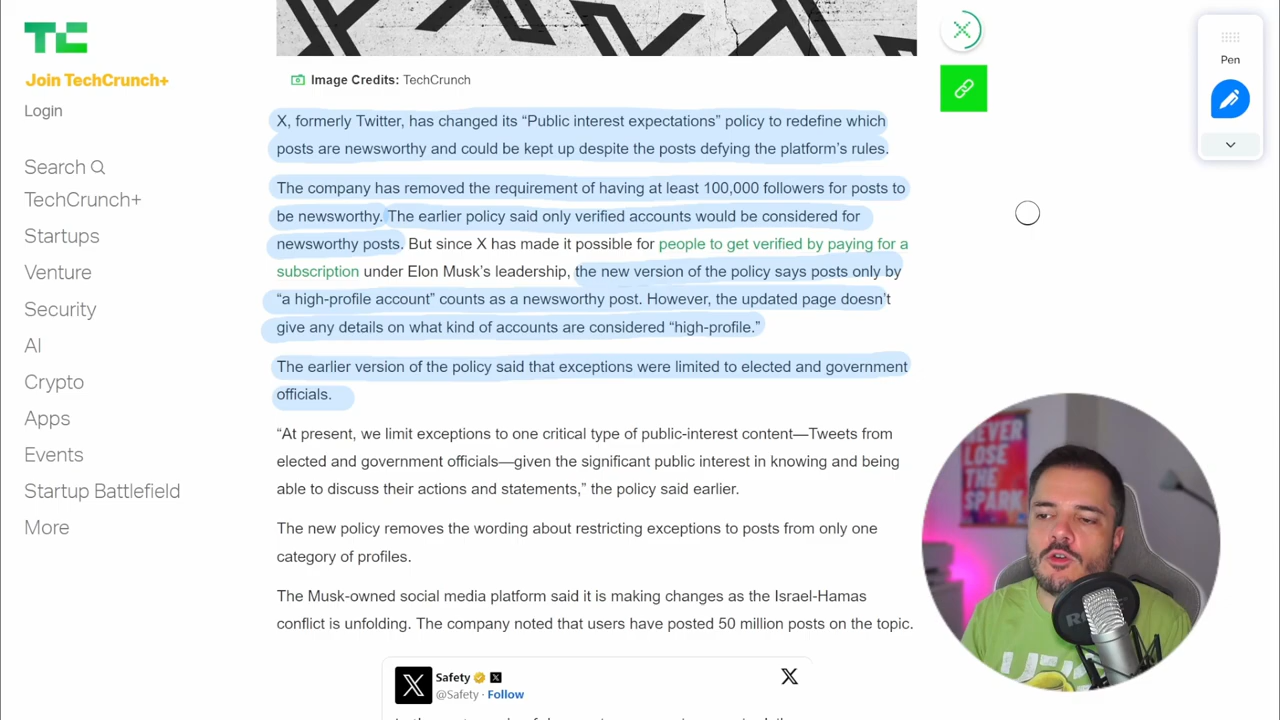 TC
Join TechCrunch+
Login
Search
TechCrunch+
Startups
Venture
Security
AI
Crypto
Apps
Events
Startup Battlefield
More
Image Credits: TechCrunch
X, formerly Twitter, has changed its “Public interest expectations” policy to redefine which
posts are newsworthy and could be kept up despite the posts defying the platform’s rules.
The company has removed the requirement of having at least 100,000 followers for posts to
be newsworthy. The earlier policy said only verified accounts would be considered for
newsworthy posts. But since X has made it possible for people to get verified by paying for a
subscription under Elon Musk’s leadership, the new version of the policy says posts only by
“a high-profile account” counts as a newsworthy post. However, the updated page doesn’t
give any details on what kind of accounts are considered “high-profile.”
The earlier version of the policy said that exceptions were limited to elected and government
officials.
“At present, we limit exceptions to one critical type of public-interest content—Tweets from
elected and government officials—given the significant public interest in knowing and being
able to discuss their actions and statements,” the policy said earlier.
The new policy removes the wording about restricting exceptions to posts from only one
category of profiles.
The Musk-owned social media platform said it is making changes as the Israel-Hamas
conflict is unfolding. The company noted that users have posted 50 million posts on the topic.
Safety
@Safety · Follow
Pen
NEVER
LOSE
THE
SPARK